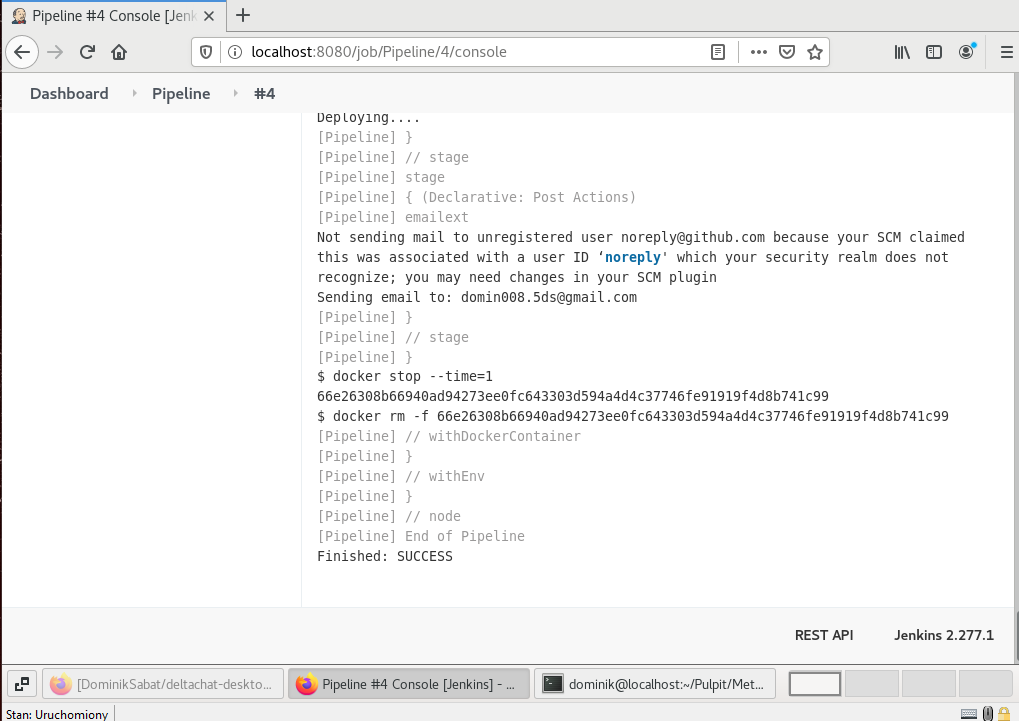 Pipeline #4 Console [Jenk
localhost:8080/job/Pipeline/4/console
Dashboard Pipeline #4
Deploying....
[Pipeline] }
[Pipeline] // stage
[Pipeline] stage
[Pipeline] { (Declarative: Post Actions)
[Pipeline] emailext
Not sending mail to unregistered user noreply@github.com because your SCM claimed
this was associated with a user ID ‘noreply' which your security realm does not
recognize; you may need changes in your SCM plugin
Sending email to: domin008.5ds@gmail.com
[Pipeline] }
[Pipeline] // stage
[Pipeline] }
$ docker stop --time=1
66e26308b66940ad94273ee0fc643303d594a4d4c37746fe91919f4d8b741c99
$ docker rm -f 66e26308b66940ad94273ee0fc643303d594a4d4c37746fe91919f4d8b741c99
[Pipeline] // withDockerContainer
[Pipeline] }
[Pipeline] // withEnv
[Pipeline] }
[Pipeline] // node
[Pipeline] End of Pipeline
Finished: SUCCESS
REST API Jenkins 2.277.1
[DominikSabat/deltachat-deskto... Pipeline #4 Console [Jenkins] - ... dominik@localhost:~/Pulpit/Met...
Stan: Uruchomiony